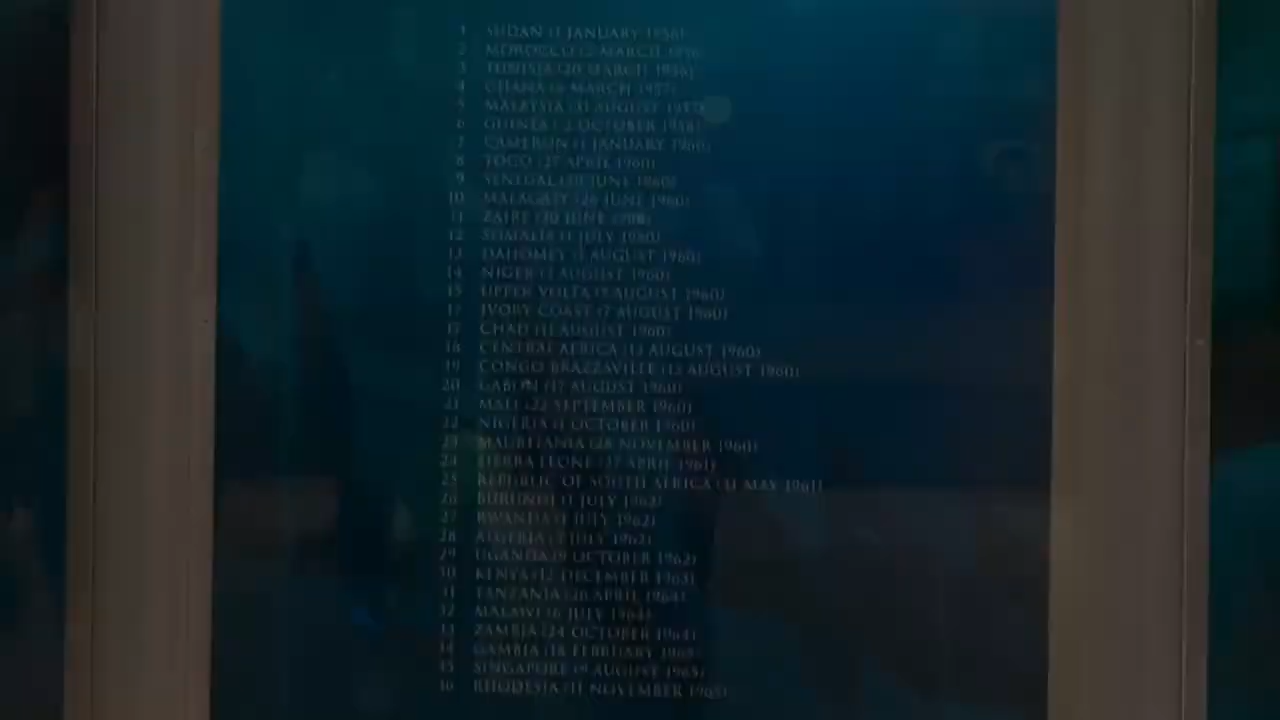 1 SUDAN (1 JANUARY 1956)
2 MOROCCO (2 MARCH 1956
3 TUNISIA (20 MARCH 1956)
4 GHANA (6 MARCH 1957)
5 MALAYSIA (31 AUGUST 1957)
6 GUINEA ( 2 OCTOBER 1958)
7 CAMERUN (1 JANUARY 1960)
8 TOGO (27 APRIL 1960)
9 SENEGAL (20 JUNE 1960)
10 MALAGASY (26 JUNE 1960)
11 ZAIRE (30 JUNE
12 SOMALIA (1 JULY 1960)
13 DAHOMEY (1 AUGUST 1960)
14 NIGER (3 AUGUST 1960)
15 UPPER VOLTA (5 AUGUST 1960)
17 IVORY COAST (7 AUGUST 1960)
17 CHAD (11 AUGUST 1960)
18 CENTRAL AFRICA (13 AUGUST 1960)
19 CONGO BRAZZAVILLE (15 AUGUST 1960)
20 GABON (17 AUGUST 1960)
21 MALI (22 SEPTEMBER 1960)
22 NIGERIA (1 OCTOBER 1960)
23 MAURITANIA (28 NOVEMBER 1960)
24 SIERRA LEONE (27 APRIL 1961)
25 REPUBLIC OF SOUTH AFRICA (31 MAY 1961)
26 BURUNDI (1 JULY 1962)
27 RWANDA (1 JULY 1962)
28 ALGERIA (3 JULY 1962)
29 UGANDA (9 OCTOBER 1962)
30 KENYA (12 DECEMBER 1963)
31 TANZANIA (26 APRIL 1964)
32 MALAWI (6 JULY 1964)
33 ZAMBIA (24 OCTOBER 1964)
34 GAMBIA (18 FEBRUARY 1965)
35 SINGAPORE (9 AUGUST 1965)
36 RHODESIA (11 NOVEMBER 1965)